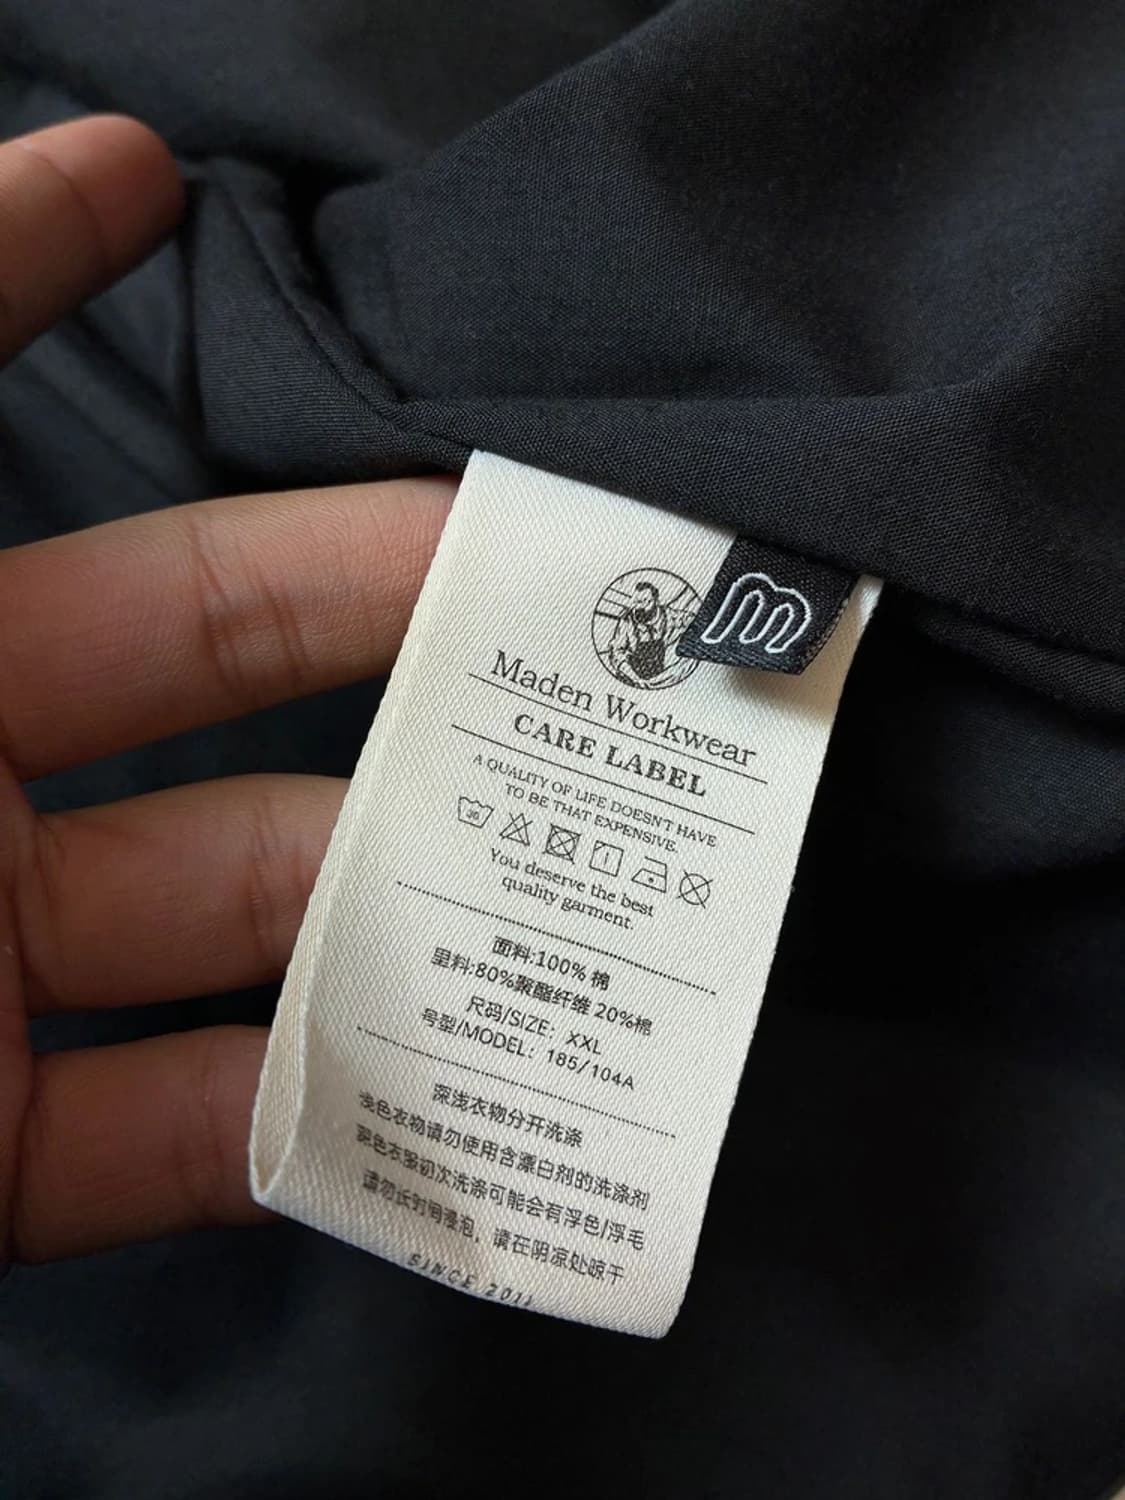 m
Maden Workwear
CARE LABEL
A QUALITY OF LIFE DOESN'T HAVE
TO BE THAT EXPENSIVE.
You deserve the best
quality garment.
面料:100% 棉
里料:80%聚酯纤维 20%棉
尺码/SIZE: XXL
号型/MODEL: 185/104A
深浅衣物分开洗涤
浅色衣物请勿使用含漂白剂的洗涤剂
深色衣服初次洗涤可能会有浮色/浮毛
请勿长时间浸泡，请在阴凉处晾干
SINCE 2011